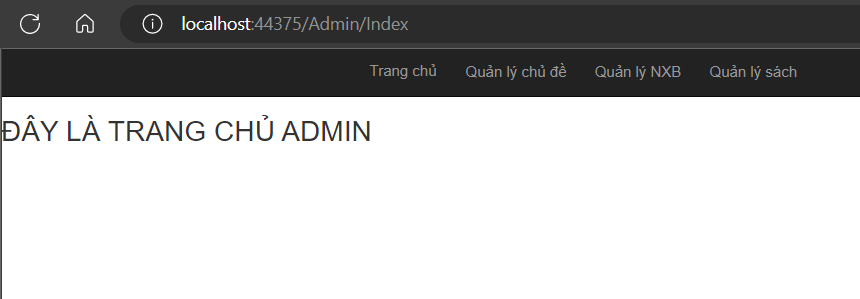 localhost:44375/Admin/Index
Trang chủ Quản lý chủ đề Quản lý NXB Quản lý sách
ĐÂY LÀ TRANG CHỦ ADMIN